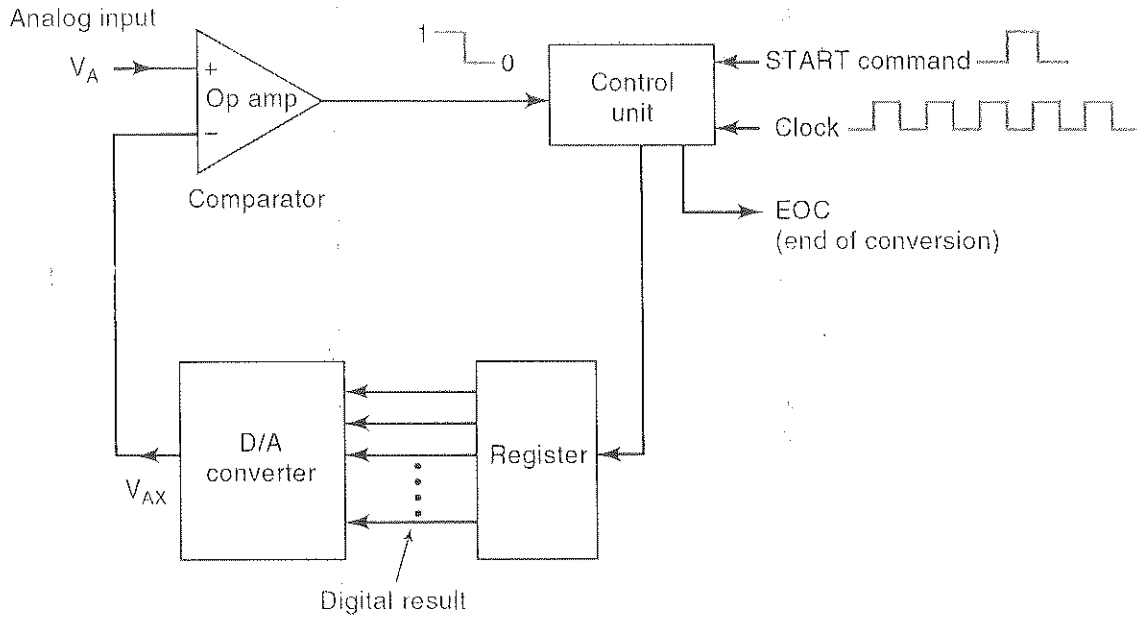 Analog input
V_A
+
Op amp
−
Comparator
1
0
Control
unit
START command
Clock
EOC
(end of conversion)
D/A
converter
V_AX
Register
Digital result